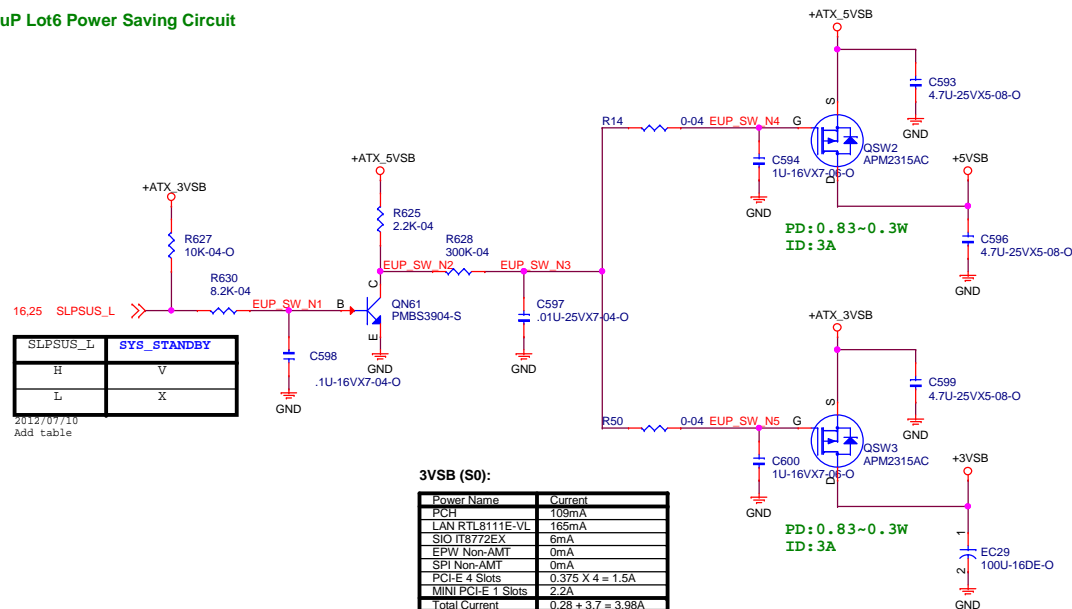 uP Lot6 Power Saving Circuit
+ATX_5VSB
C593
4.7U-25VX5-08-O
GND
S
R14
0-04
EUP_SW_N4
G
QSW2
APM2315AC
C594
1U-16VX7-06-O
D
GND
+5VSB
PD:0.83~0.3W
ID:3A
C596
4.7U-25VX5-08-O
GND
+ATX_5VSB
+ATX_3VSB
R625
2.2K-04
R627
10K-04-O
R628
300K-04
EUP_SW_N2
EUP_SW_N3
R630
8.2K-04
C
16,25 SLPSUS_L
EUP_SW_N1
B
QN61
PMBS3904-S
E
GND
C597
.01U-25VX7-04-O
GND
C598
.1U-16VX7-04-O
GND
SLPSUS_L SYS_STANDBY
H V
L X
2012/07/10
Add table
+ATX_3VSB
C599
4.7U-25VX5-08-O
GND
S
R50
0-04
EUP_SW_N5
G
QSW3
APM2315AC
C600
1U-16VX7-06-O
D
GND
+3VSB
PD:0.83~0.3W
ID:3A
1
EC29
100U-16DE-O
2
GND
3VSB (S0):
Power Name Current
PCH 109mA
LAN RTL8111E-VL 165mA
SIO IT8772EX 6mA
EPW Non-AMT 0mA
SPI Non-AMT 0mA
PCI-E 4 Slots 0.375 X 4 = 1.5A
MINI PCI-E 1 Slots 2.2A
Total Current 0.28 + 3.7 = 3.98A